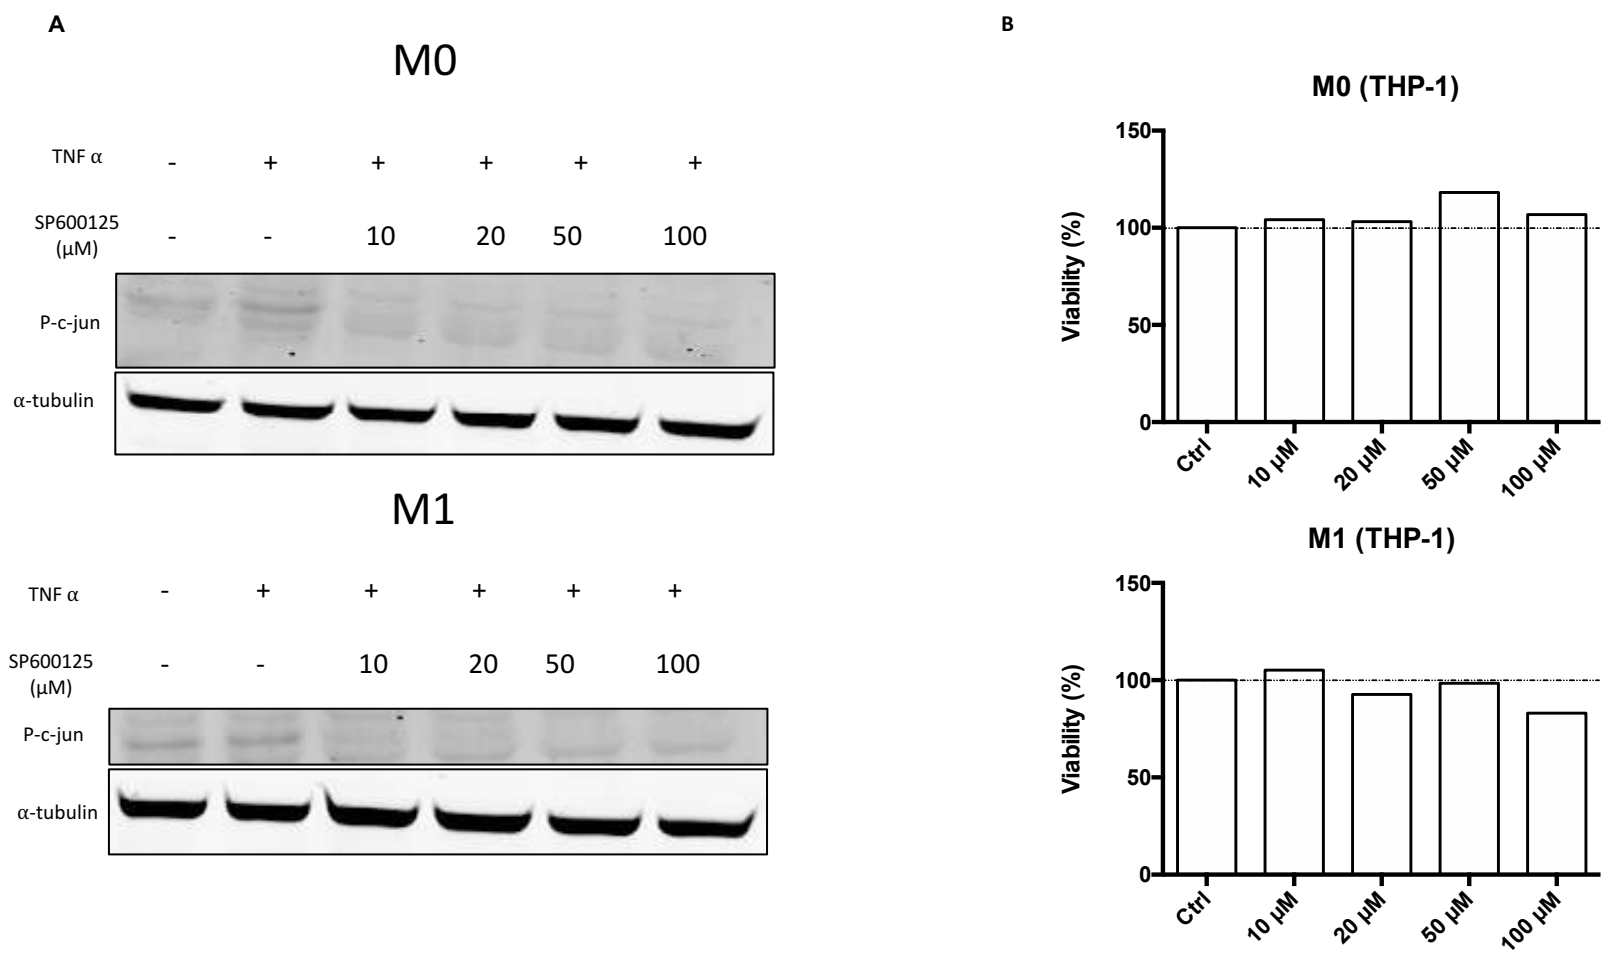 A
M0
TNF α - + + + + +
SP600125
(µM) - - 10 20 50 100
P-c-jun
α-tubulin
M1
TNF α - + + + + +
SP600125
(µM) - - 10 20 50 100
P-c-jun
α-tubulin
B
M0 (THP-1)
Viability (%)
150
100
50
0
Ctrl 10 µM 20 µM 50 µM 100 µM
M1 (THP-1)
Viability (%)
150
100
50
0
Ctrl 10 µM 20 µM 50 µM 100 µM